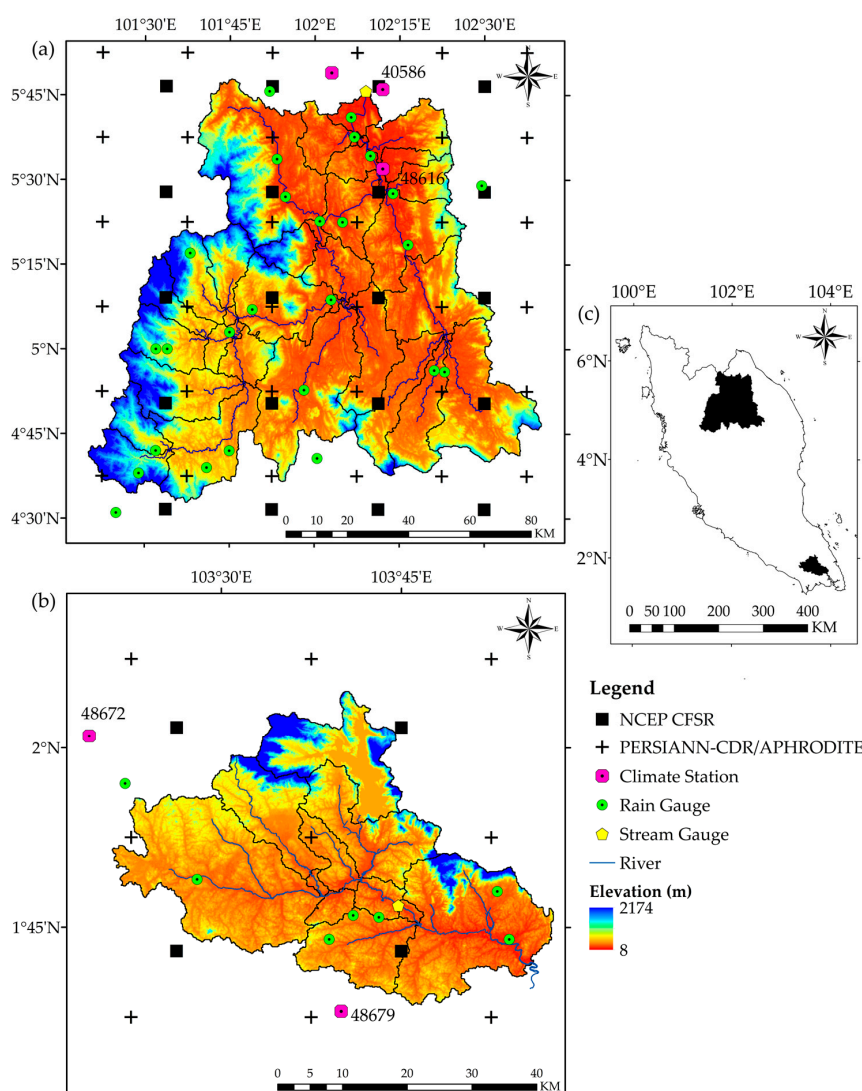 101°30'E 101°45'E 102°E 102°15'E 102°30'E
(a)
N
W E
S
40586
5°45'N
48616
5°30'N
5°15'N
5°N
4°45'N
4°30'N
0 5 10 20 40 60 80
KM
100°E 102°E 104°E
(c)
N
W E
S
6°N
4°N
2°N
0 50 100 200 300 400
KM
103°30'E 103°45'E
(b)
N
W E
S
48672
2°N
1°45'N
48679
0 5 10 20 30 40
KM
Legend
NCEP CFSR
PERSIANN-CDR/APHRODITE
Climate Station
Rain Gauge
Stream Gauge
River
Elevation (m)
2174
8